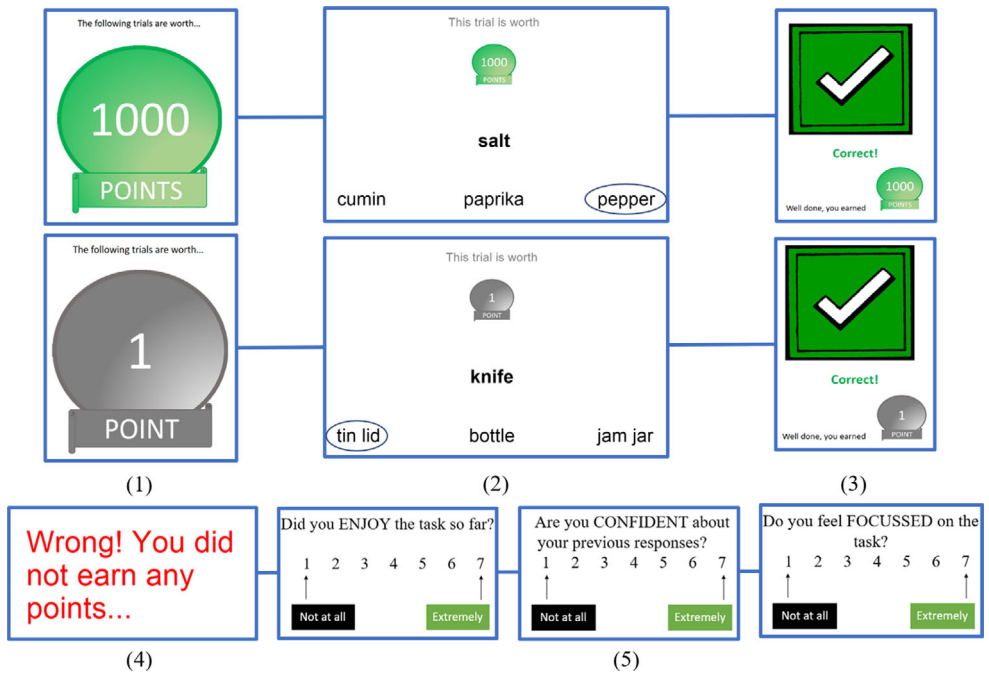 The following trials are worth...
1000
POINTS
This trial is worth
1000
POINTS
salt
cumin paprika pepper
Correct!
1000
POINTS
Well done, you earned
The following trials are worth...
1
POINT
This trial is worth
1
POINT
knife
tin lid bottle jam jar
Correct!
1
POINT
Well done, you earned
(1) (2) (3)
Wrong! You did
not earn any
points...
Did you ENJOY the task so far?
1 2 3 4 5 6 7
Not at all Extremely
Are you CONFIDENT about
your previous responses?
1 2 3 4 5 6 7
Not at all Extremely
Do you feel FOCUSSED on the
task?
1 2 3 4 5 6 7
Not at all Extremely
(4) (5)